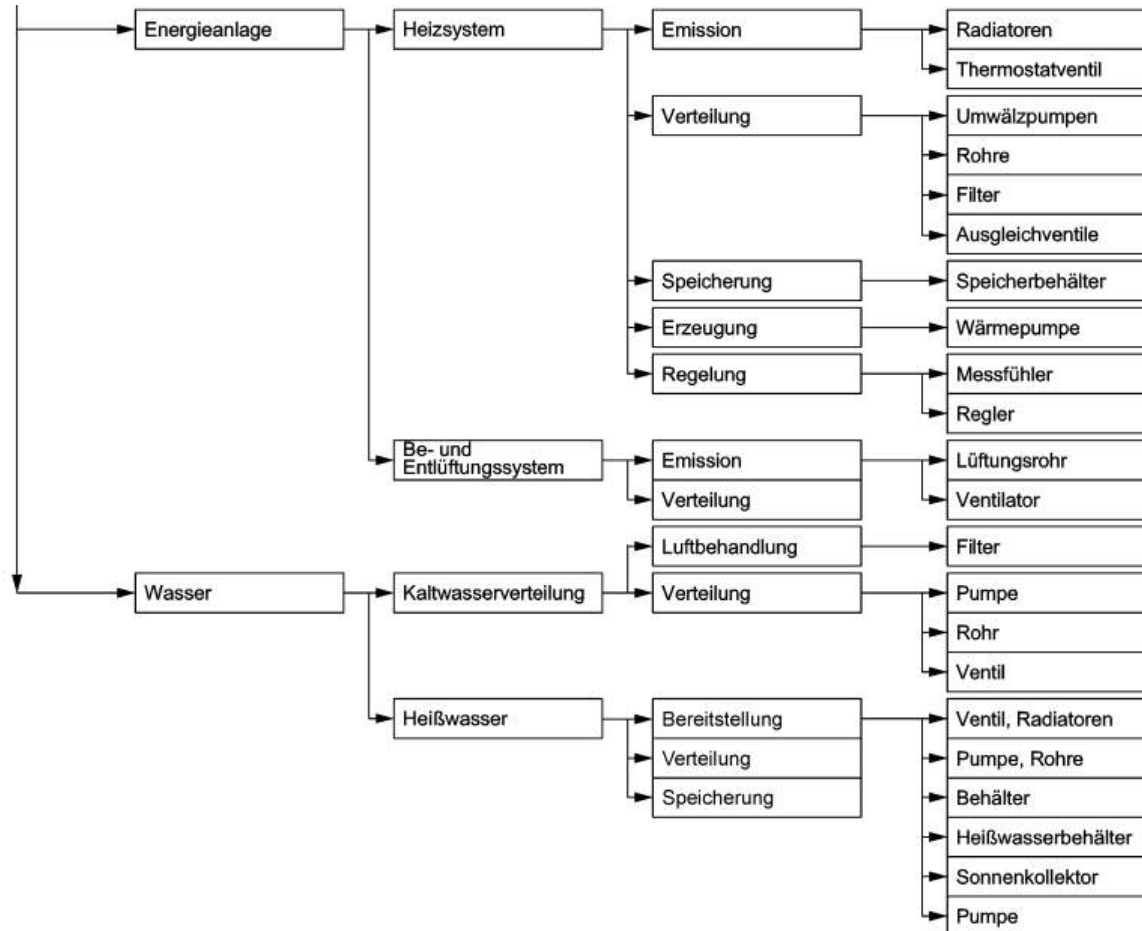 Energieanlage
Heizsystem
Emission
Radiatoren
Thermostatventil
Verteilung
Umwälzpumpen
Rohre
Filter
Ausgleichventile
Speicherung
Speicherbehälter
Erzeugung
Wärmepumpe
Regelung
Messfühler
Regler
Be- und
Entlüftungssystem
Emission
Lüftungsrohr
Verteilung
Ventilator
Luftbehandlung
Filter
Wasser
Kaltwasserverteilung
Verteilung
Pumpe
Rohr
Ventil
Heißwasser
Bereitstellung
Ventil, Radiatoren
Verteilung
Pumpe, Rohre
Speicherung
Behälter
Heißwasserbehälter
Sonnenkollektor
Pumpe